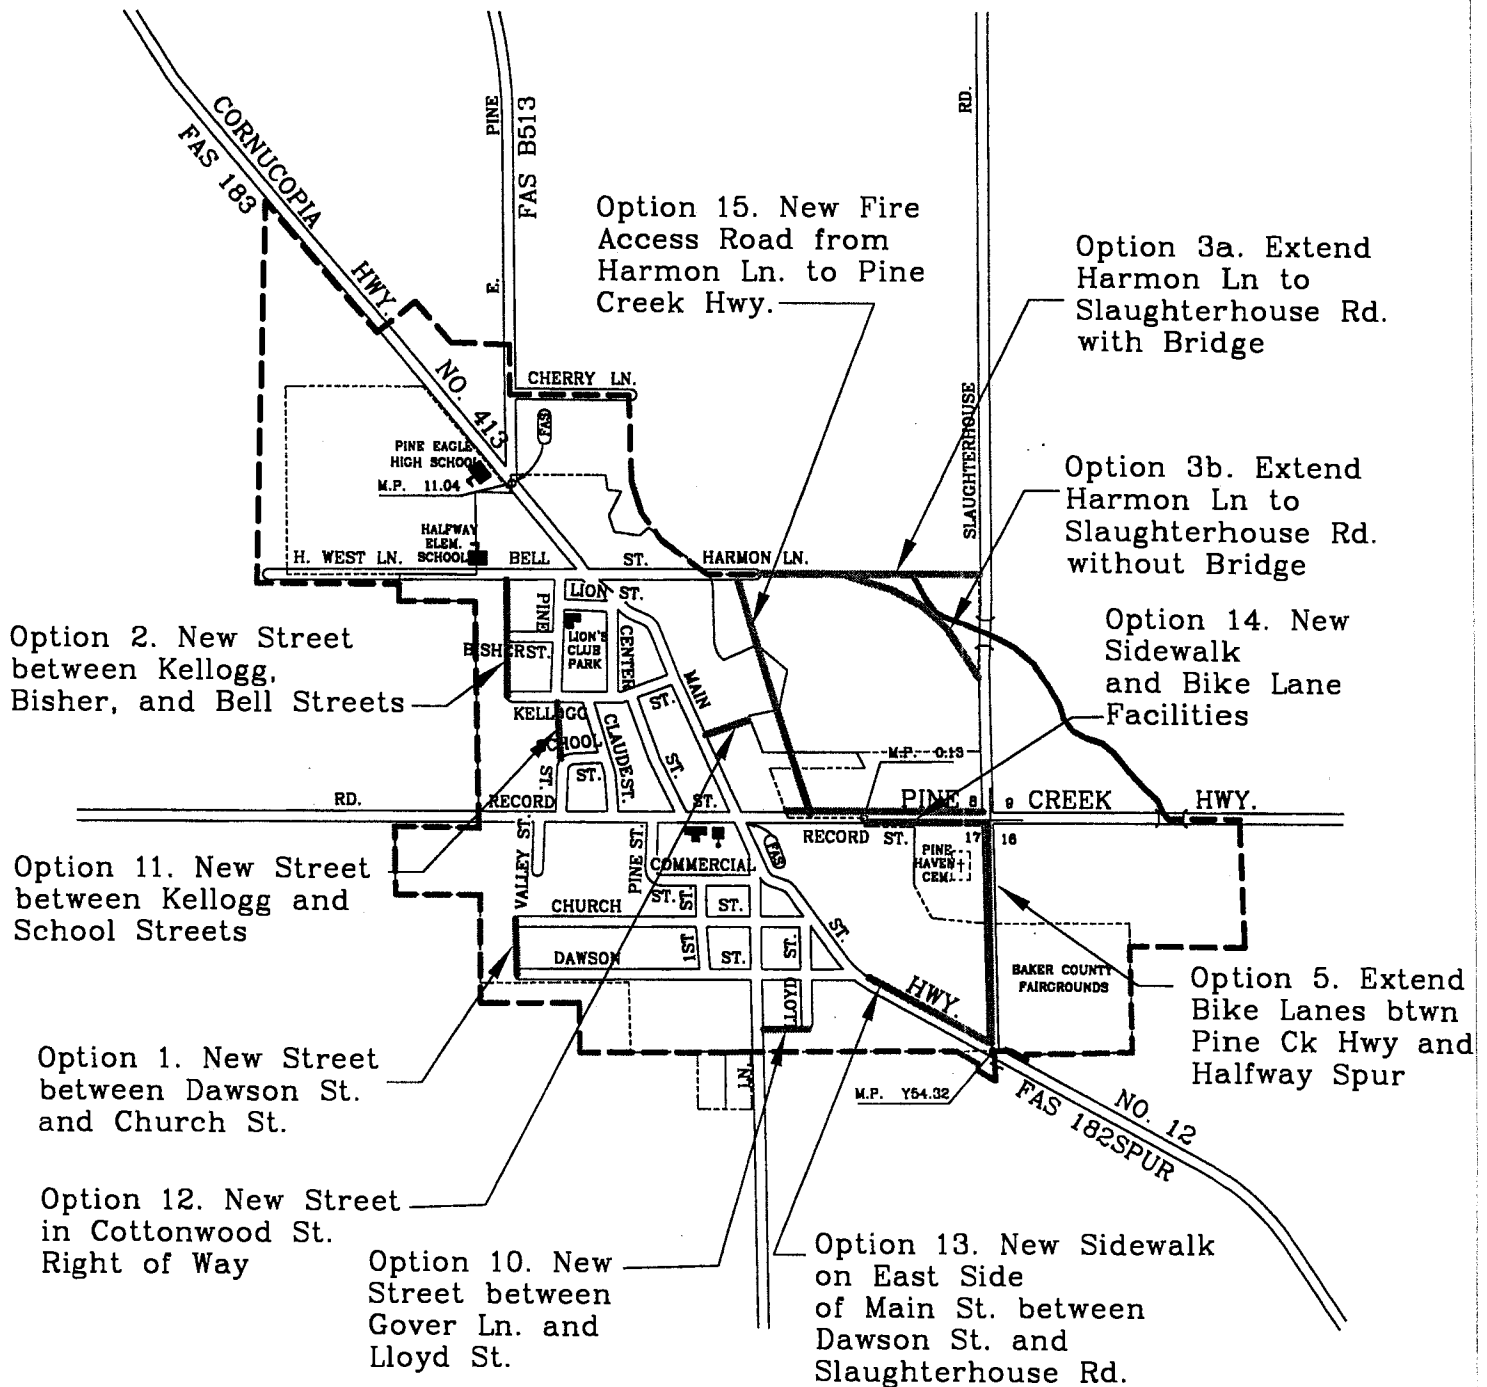 CORNUCOPIA
FAS 183
HWY.
NO. 413
PINE
E.
FAS B513
RD.
SLAUGHTERHOUSE
Option 15. New Fire
Access Road from
Harmon Ln. to Pine
Creek Hwy.
Option 3a. Extend
Harmon Ln to
Slaughterhouse Rd.
with Bridge
Option 3b. Extend
Harmon Ln to
Slaughterhouse Rd.
without Bridge
Option 14. New
Sidewalk
and Bike Lane
Facilities
CHERRY LN.
FAS
PINE EAGLE
HIGH SCHOOL
M.P. 11.04
HALFWAY
ELEM.
SCHOOL
H. WEST LN.
BELL
ST.
HARMON LN.
LION ST.
PINE
LION'S
CLUB
PARK
CENTER
BISHER ST.
MAIN
ST.
KELLOGG
CLAUDE ST.
SCHOOL
ST.
ST.
ST.
M.P. 0.13
Option 2. New Street
between Kellogg,
Bisher, and Bell Streets
RD.
RECORD
ST.
PINE
8
9
CREEK
HWY.
RECORD ST.
17
16
PINE
HAVEN
CEM.
VALLEY ST.
PINE ST.
COMMERCIAL
FAS
ST.
ST.
ST.
CHURCH
ST.
DAWSON
1ST
ST.
ST.
LLOYD
HWY.
BAKER COUNTY
FAIRGROUNDS
Option 11. New Street
between Kellogg and
School Streets
Option 5. Extend
Bike Lanes btwn
Pine Ck Hwy and
Halfway Spur
Option 1. New Street
between Dawson St.
and Church St.
LN.
M.P. Y54.32
NO. 12
FAS 182SPUR
Option 12. New Street
in Cottonwood St.
Right of Way
Option 10. New
Street between
Gover Ln. and
Lloyd St.
Option 13. New Sidewalk
on East Side
of Main St. between
Dawson St. and
Slaughterhouse Rd.